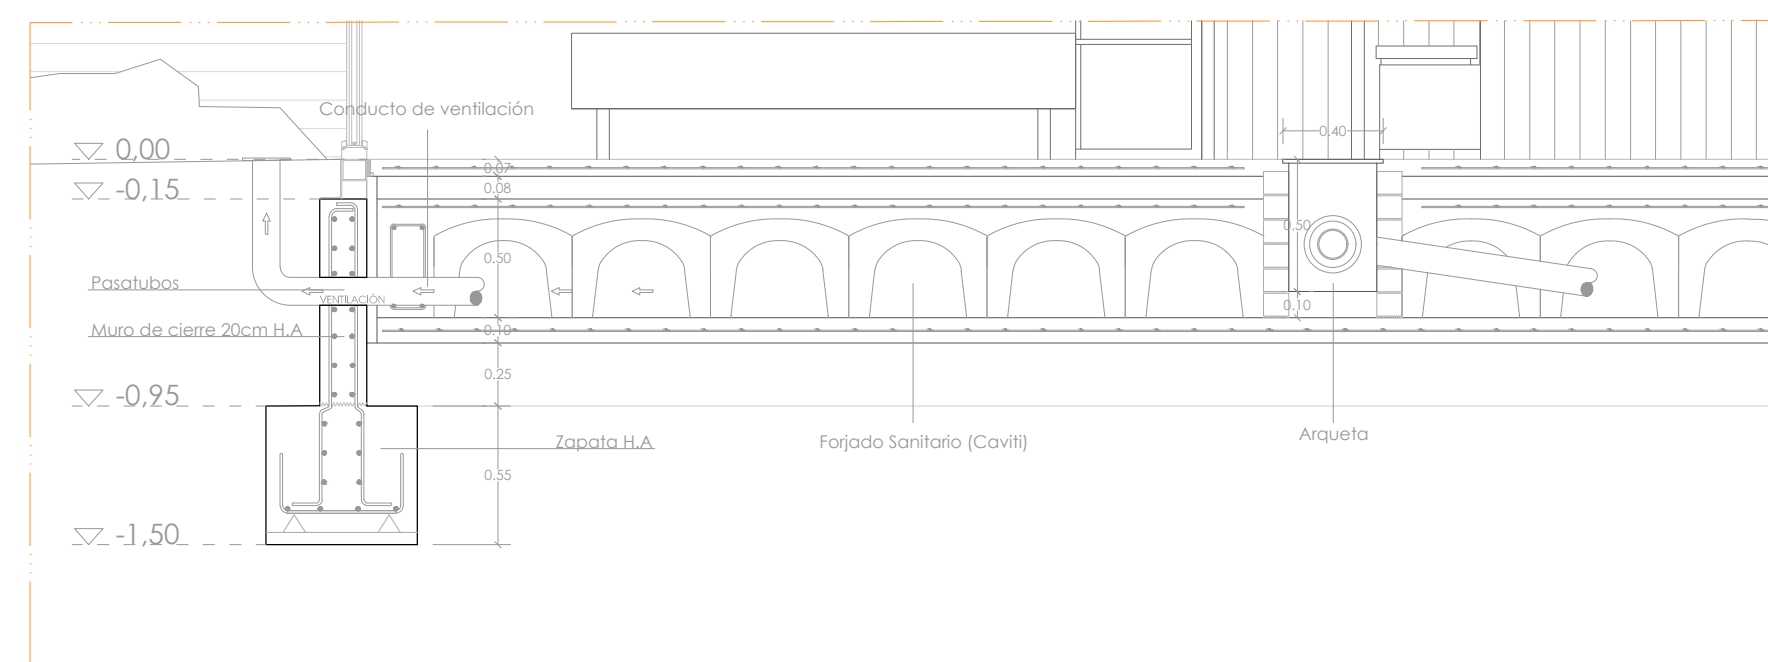 Conducto de ventilación
0.40
0,00
0.07
-0,15
0.08
0.50
0.50
Pasatubos
VENTILACIÓN
0.10
Muro de cierre 20cm H.A
0.10
0.25
-0,95
Zapata H.A
Forjado Sanitario (Caviti)
Arqueta
0.55
-1,50